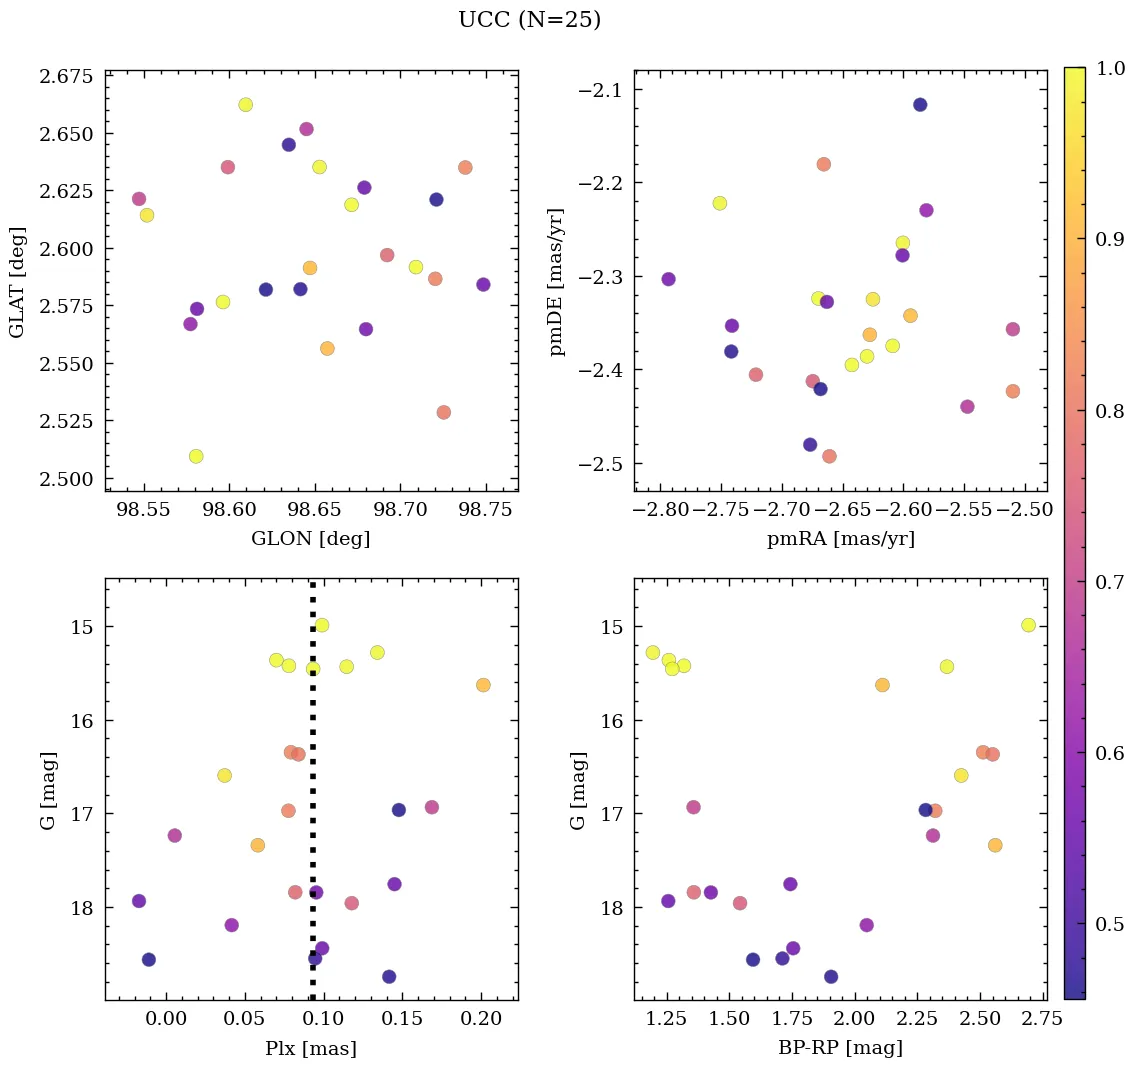 UCC (N=25)
2.675
2.650
2.625
2.600
2.575
2.550
2.525
2.500
GLAT [deg]
98.55 98.60 98.65 98.70 98.75
GLON [deg]
−2.1
−2.2
−2.3
−2.4
−2.5
pmDE [mas/yr]
−2.80 −2.75 −2.70 −2.65 −2.60 −2.55 −2.50
pmRA [mas/yr]
15
16
17
18
G [mag]
0.00 0.05 0.10 0.15 0.20
Plx [mas]
15
16
17
18
G [mag]
1.25 1.50 1.75 2.00 2.25 2.50 2.75
BP-RP [mag]
1.0
0.9
0.8
0.7
0.6
0.5